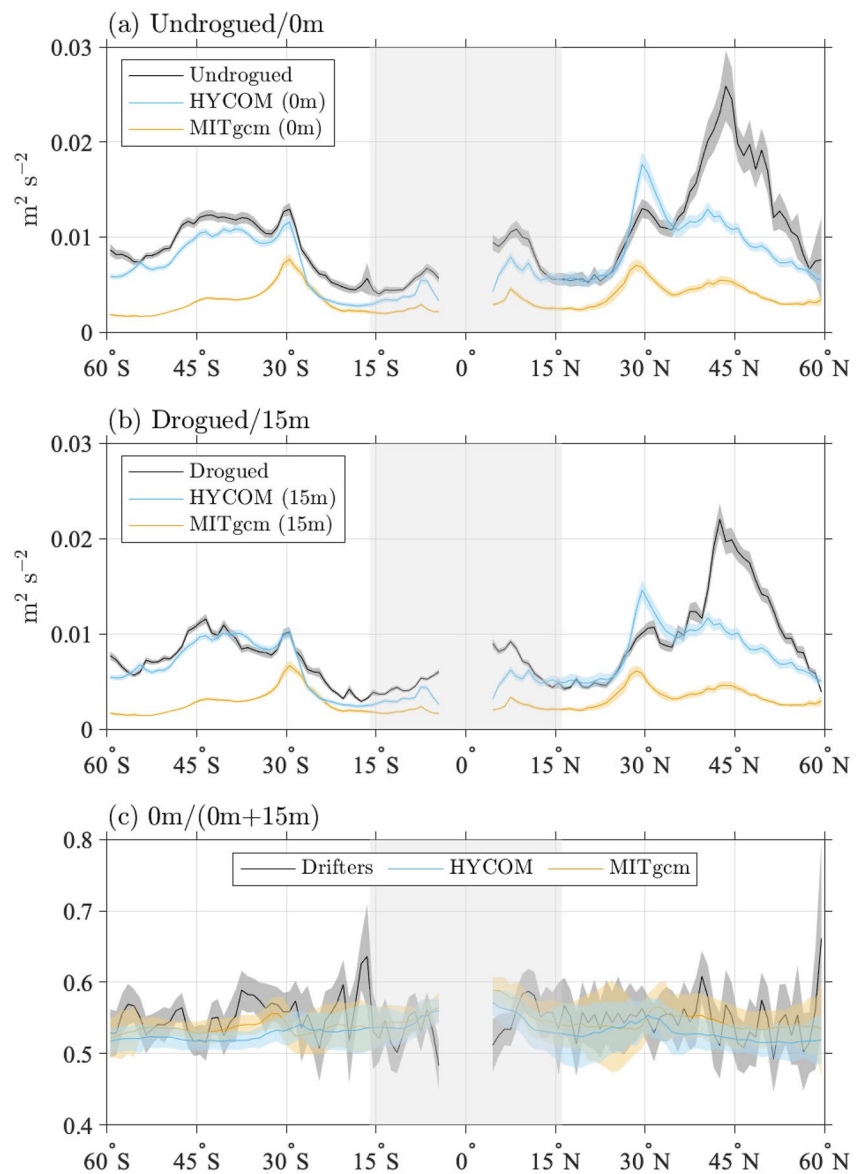 (a) Undrogued/0m
0.03
0.02
0.01
0
m² s⁻²
Undrogued
HYCOM (0m)
MITgcm (0m)
60°S 45°S 30°S 15°S 0° 15°N 30°N 45°N 60°N
(b) Drogued/15m
0.03
0.02
0.01
0
m² s⁻²
Drogued
HYCOM (15m)
MITgcm (15m)
60°S 45°S 30°S 15°S 0° 15°N 30°N 45°N 60°N
(c) 0m/(0m+15m)
0.8
0.7
0.6
0.5
0.4
Drifters HYCOM MITgcm
60°S 45°S 30°S 15°S 0° 15°N 30°N 45°N 60°N